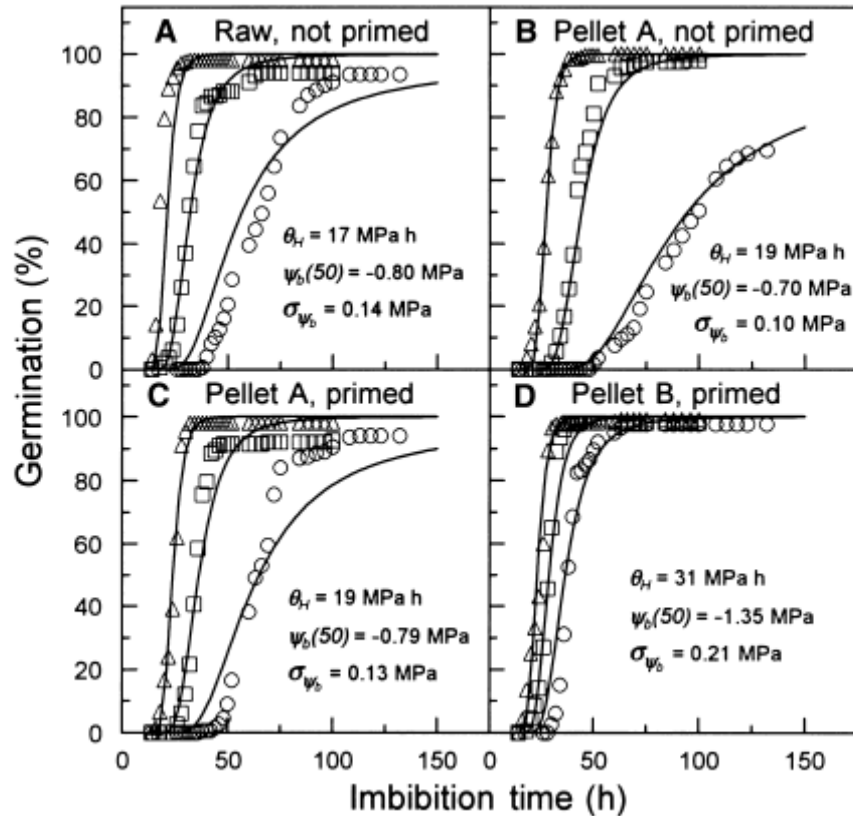 A Raw, not primed
B Pellet A, not primed
100
80
60
40
20
0
θH = 17 MPa h
ψb(50) = -0.80 MPa
σψb = 0.14 MPa
θH = 19 MPa h
ψb(50) = -0.70 MPa
σψb = 0.10 MPa
Germination (%)
C Pellet A, primed
D Pellet B, primed
100
80
60
40
20
0
θH = 19 MPa h
ψb(50) = -0.79 MPa
σψb = 0.13 MPa
θH = 31 MPa h
ψb(50) = -1.35 MPa
σψb = 0.21 MPa
0 50 100 150
0 50 100 150
Imbibition time (h)